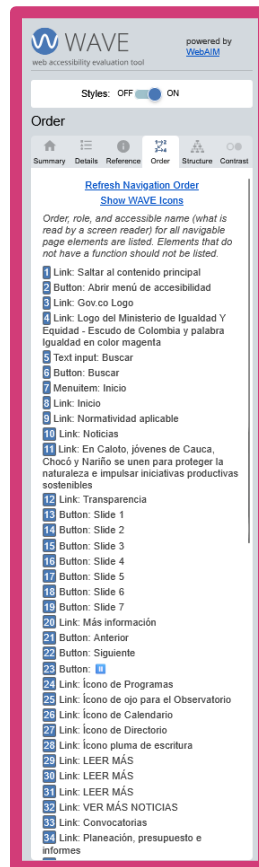 WAVE
web accessibility evaluation tool
powered by
WebAIM
Styles: OFF ON
Order
Summary Details Reference Order Structure Contrast
Refresh Navigation Order
Show WAVE Icons
Order, role, and accessible name (what is
read by a screen reader) for all navigable
page elements are listed. Elements that do
not have a function should not be listed.
1 Link: Saltar al contenido principal
2 Button: Abrir menú de accesibilidad
3 Link: Gov.co Logo
4 Link: Logo del Ministerio de Igualdad Y
Equidad - Escudo de Colombia y palabra
Igualdad en color magenta
5 Text input: Buscar
6 Button: Buscar
7 Menuitem: Inicio
8 Link: Inicio
9 Link: Normatividad aplicable
10 Link: Noticias
11 Link: En Caloto, jóvenes de Cauca,
Chocó y Nariño se unen para proteger la
naturaleza e impulsar iniciativas productivas
sostenibles
12 Link: Transparencia
13 Button: Slide 1
14 Button: Slide 2
15 Button: Slide 3
16 Button: Slide 4
17 Button: Slide 5
18 Button: Slide 6
19 Button: Slide 7
20 Link: Más información
21 Button: Anterior
22 Button: Siguiente
23 Button: ⏸
24 Link: Ícono de Programas
25 Link: Ícono de ojo para el Observatorio
26 Link: Ícono de Calendario
27 Link: Ícono de Directorio
28 Link: Ícono pluma de escritura
29 Link: LEER MÁS
30 Link: LEER MÁS
31 Link: LEER MÁS
32 Link: VER MÁS NOTICIAS
33 Link: Convocatorias
34 Link: Planeación, presupuesto e
informes